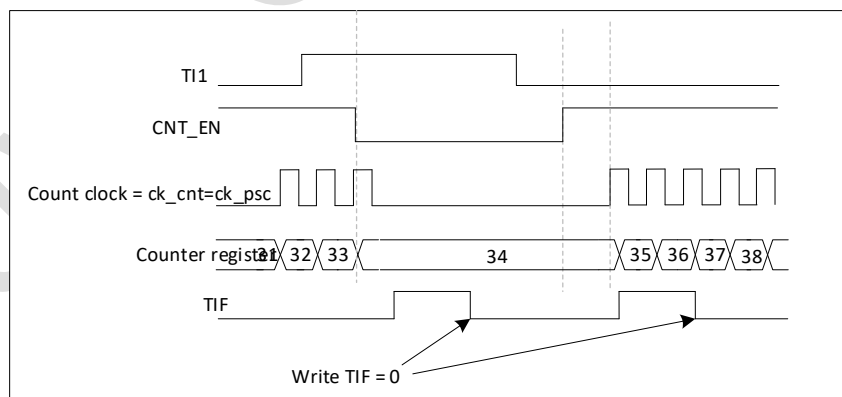 TI1
CNT_EN
Count clock = ck_cnt=ck_psc
Counter register 31 32 33 34 35 36 37 38
TIF
Write TIF = 0